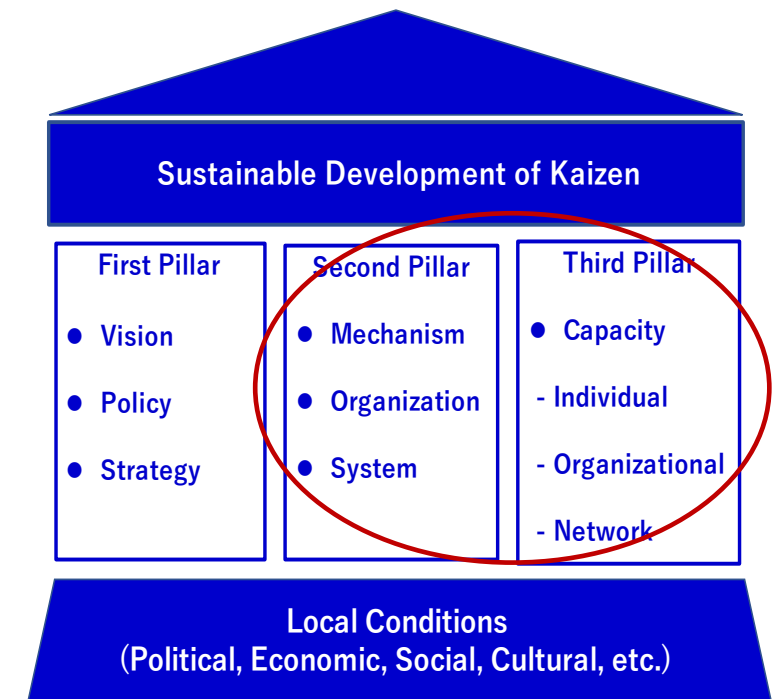 Sustainable Development of Kaizen
First Pillar
● Vision
● Policy
● Strategy
Second Pillar
● Mechanism
● Organization
● System
Third Pillar
● Capacity
- Individual
- Organizational
- Network
Local Conditions
(Political, Economic, Social, Cultural, etc.)